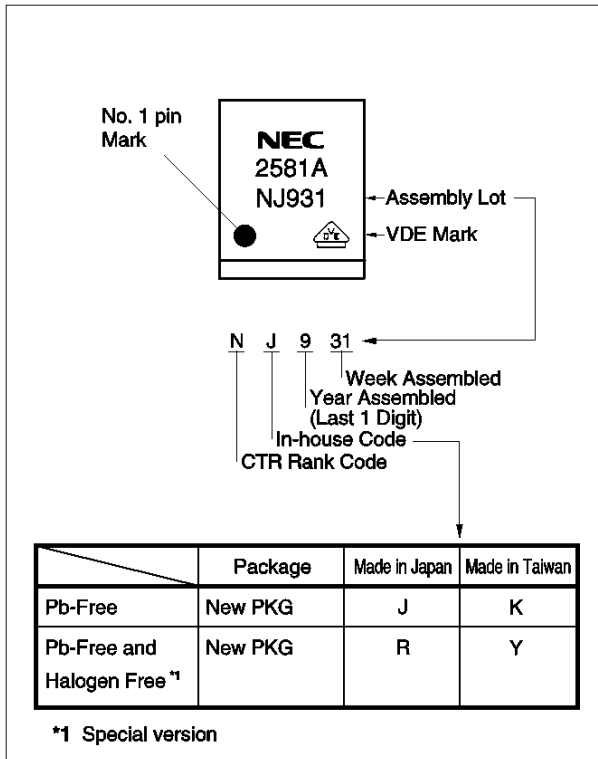 No. 1 pin
Mark
NEC
2581A
NJ931
Assembly Lot
DVE
VDE Mark
N J 9 31
Week Assembled
Year Assembled
(Last 1 Digit)
In-house Code
CTR Rank Code
Package Made in Japan Made in Taiwan
Pb-Free New PKG J K
Pb-Free and New PKG R Y
Halogen Free *1
*1 Special version